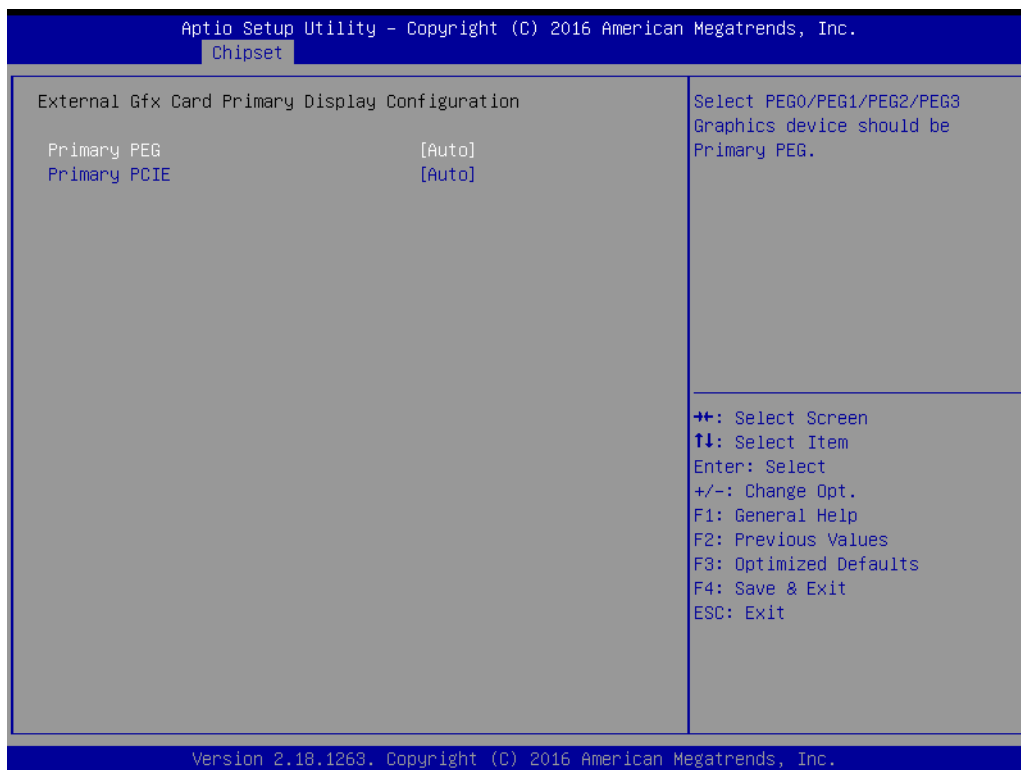 Aptio Setup Utility – Copyright (C) 2016 American Megatrends, Inc.
Chipset
External Gfx Card Primary Display Configuration
Primary PEG [Auto]
Primary PCIE [Auto]
Select PEG0/PEG1/PEG2/PEG3
Graphics device should be
Primary PEG.
→←: Select Screen
↑↓: Select Item
Enter: Select
+/-: Change Opt.
F1: General Help
F2: Previous Values
F3: Optimized Defaults
F4: Save & Exit
ESC: Exit
Version 2.18.1263. Copyright (C) 2016 American Megatrends, Inc.